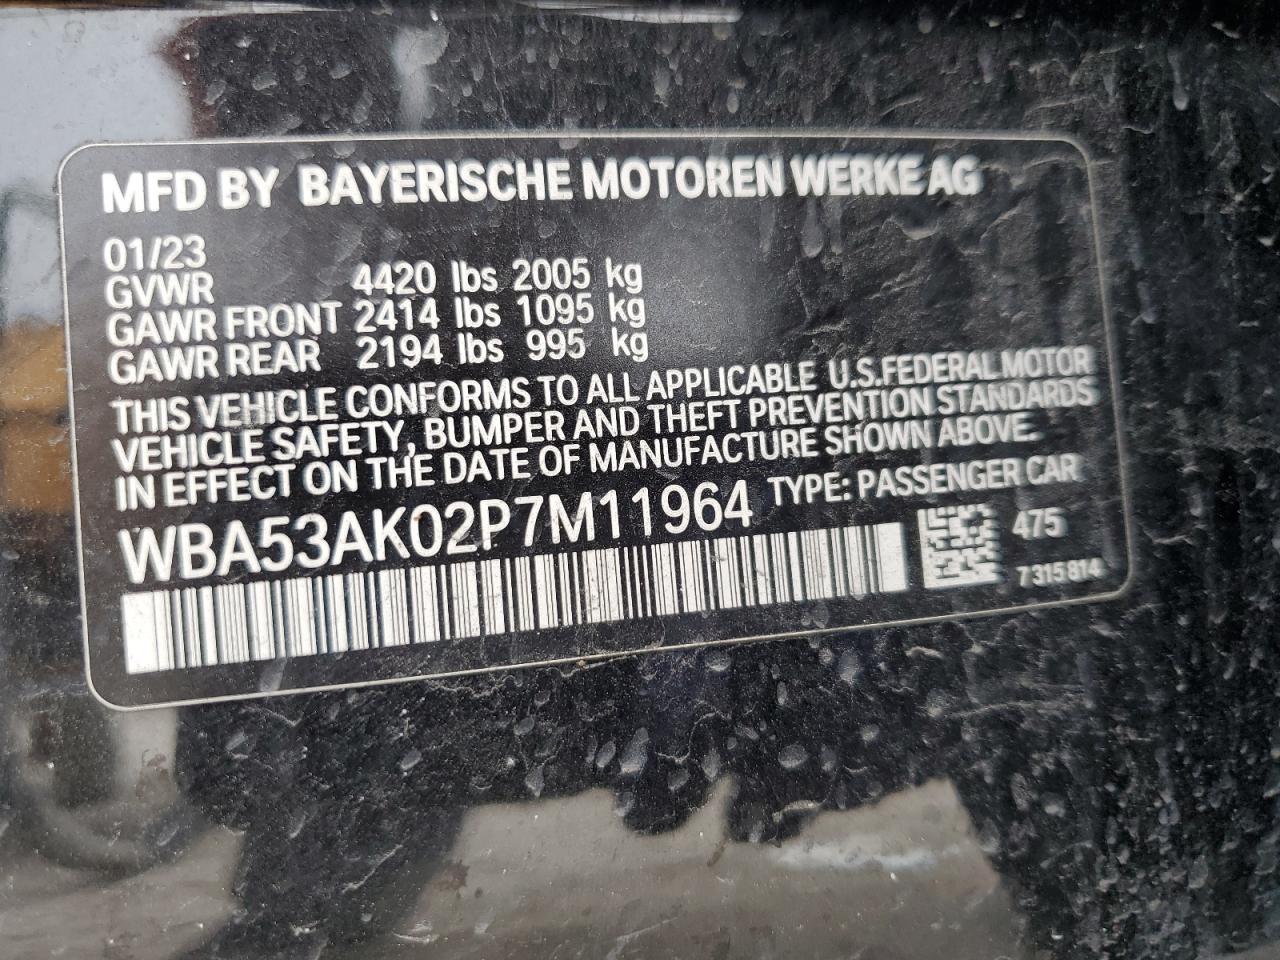 MFD BY BAYERISCHE MOTOREN WERKE AG
01/23
GVWR 4420 lbs 2005 kg
GAWR FRONT 2414 lbs 1095 kg
GAWR REAR 2194 lbs 995 kg
THIS VEHICLE CONFORMS TO ALL APPLICABLE U.S.FEDERAL MOTOR
VEHICLE SAFETY, BUMPER AND THEFT PREVENTION STANDARDS
IN EFFECT ON THE DATE OF MANUFACTURE SHOWN ABOVE.
WBA53AK02P7M11964 TYPE: PASSENGER CAR
475
7 315 814